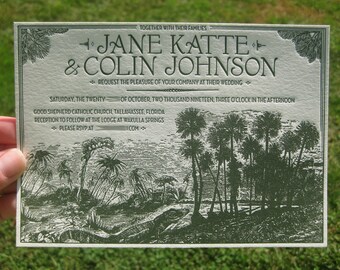 TOGETHER WITH THEIR FAMILIES
JANE KATTE
& COLIN JOHNSON
REQUEST THE PLEASURE OF YOUR COMPANY AT THEIR WEDDING
SATURDAY, THE TWENTY- OF OCTOBER, TWO THOUSAND NINETEEN, THREE O'CLOCK IN THE AFTERNOON
GOOD SHEPHERD CATHOLIC CHURCH, TALLAHASSEE, FLORIDA
RECEPTION TO FOLLOW AT THE LODGE AT WAKULLA SPRINGS
PLEASE RSVP AT .COM